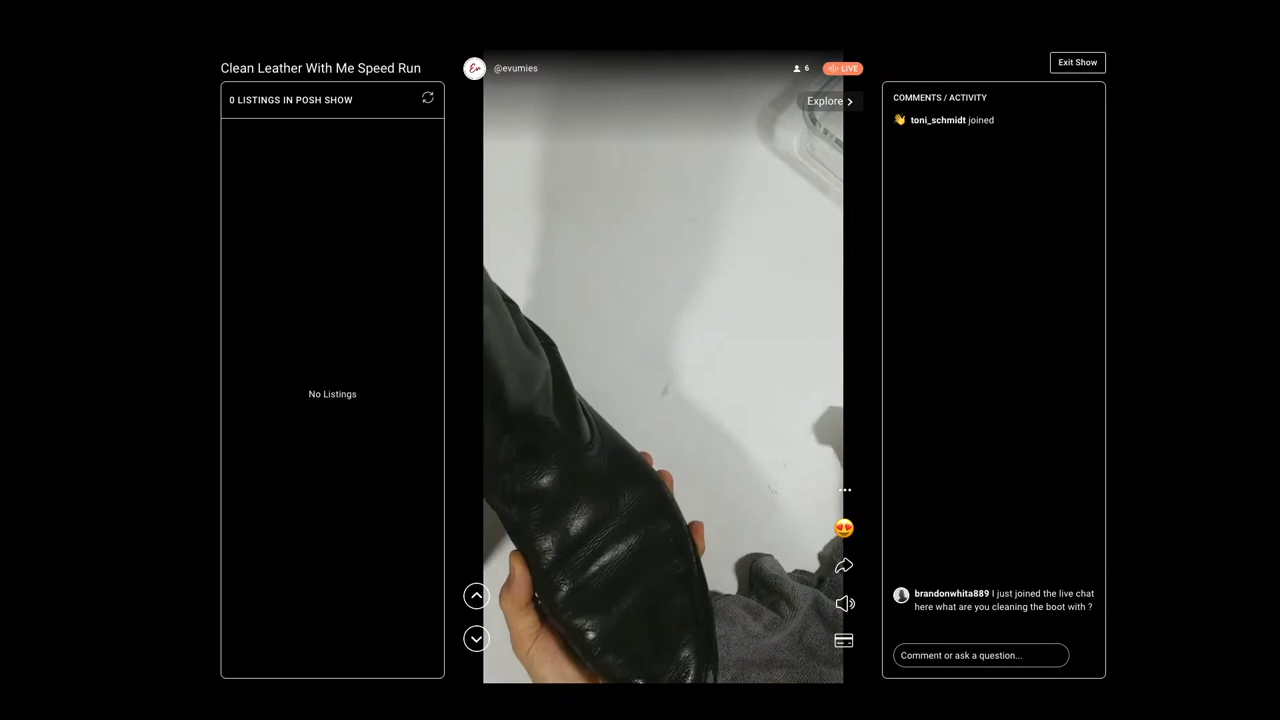 Clean Leather With Me Speed Run
0 LISTINGS IN POSH SHOW
No Listings
Ev
@evumies
6
LIVE
Explore
Exit Show
COMMENTS / ACTIVITY
toni_schmidt joined
brandonwhita889 I just joined the live chat
here what are you cleaning the boot with ?
Comment or ask a question...